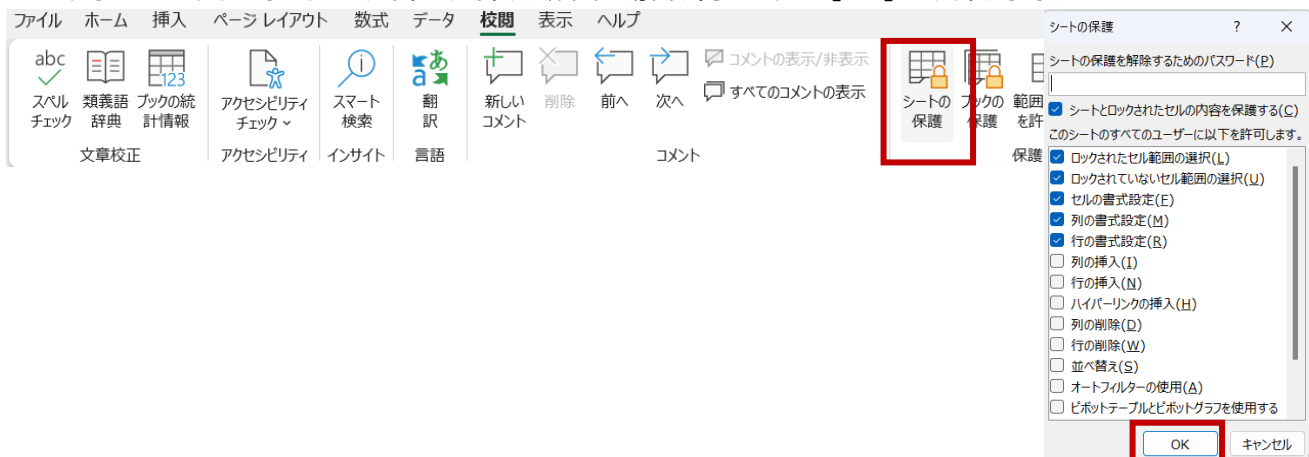 ファイル ホーム 挿入 ページ レイアウト 数式 データ 校閲 表示 ヘルプ
abc
123
あ
a
スペル
チェック
類義語
辞典
ブックの統
計情報
アクセシビリティ
チェック
スマート
検索
翻
訳
新しい
コメント
削除
前へ
次へ
コメントの表示/非表示
すべてのコメントの表示
シートの
保護
ブックの
保護
範囲
を許
文章校正
アクセシビリティ
インサイト
言語
コメント
保護
シートの保護 ? ×
シートの保護を解除するためのパスワード(P)
シートとロックされたセルの内容を保護する(C)
このシートのすべてのユーザーに以下を許可します。
ロックされたセル範囲の選択(L)
ロックされていないセル範囲の選択(U)
セルの書式設定(F)
列の書式設定(M)
行の書式設定(R)
列の挿入(I)
行の挿入(N)
ハイパーリンクの挿入(H)
列の削除(D)
行の削除(W)
並べ替え(S)
オートフィルターの使用(A)
ピボットテーブルとピボットグラフを使用する
OK
キャンセル